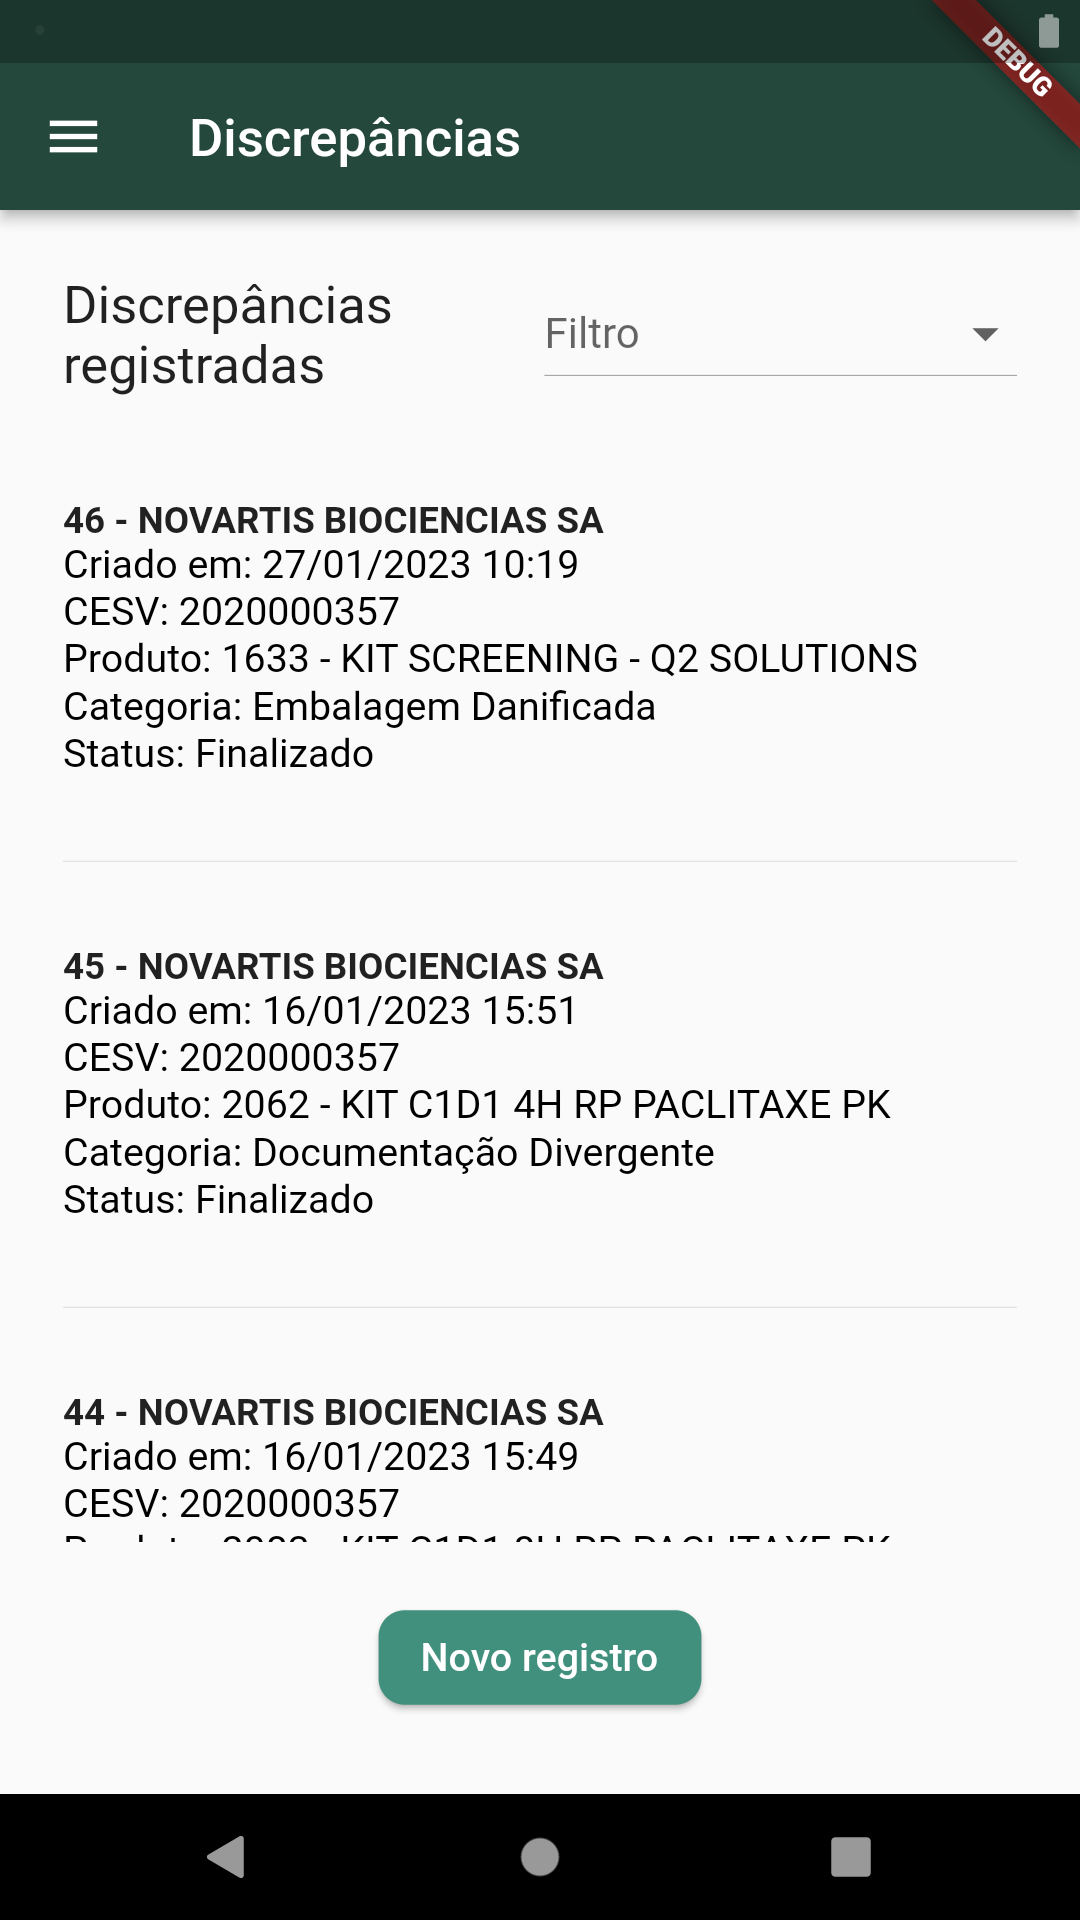 DEBUG
Discrepâncias
Discrepâncias
registradas
Filtro
46 - NOVARTIS BIOCIENCIAS SA
Criado em: 27/01/2023 10:19
CESV: 2020000357
Produto: 1633 - KIT SCREENING - Q2 SOLUTIONS
Categoria: Embalagem Danificada
Status: Finalizado
45 - NOVARTIS BIOCIENCIAS SA
Criado em: 16/01/2023 15:51
CESV: 2020000357
Produto: 2062 - KIT C1D1 4H RP PACLITAXE PK
Categoria: Documentação Divergente
Status: Finalizado
44 - NOVARTIS BIOCIENCIAS SA
Criado em: 16/01/2023 15:49
CESV: 2020000357
Novo registro